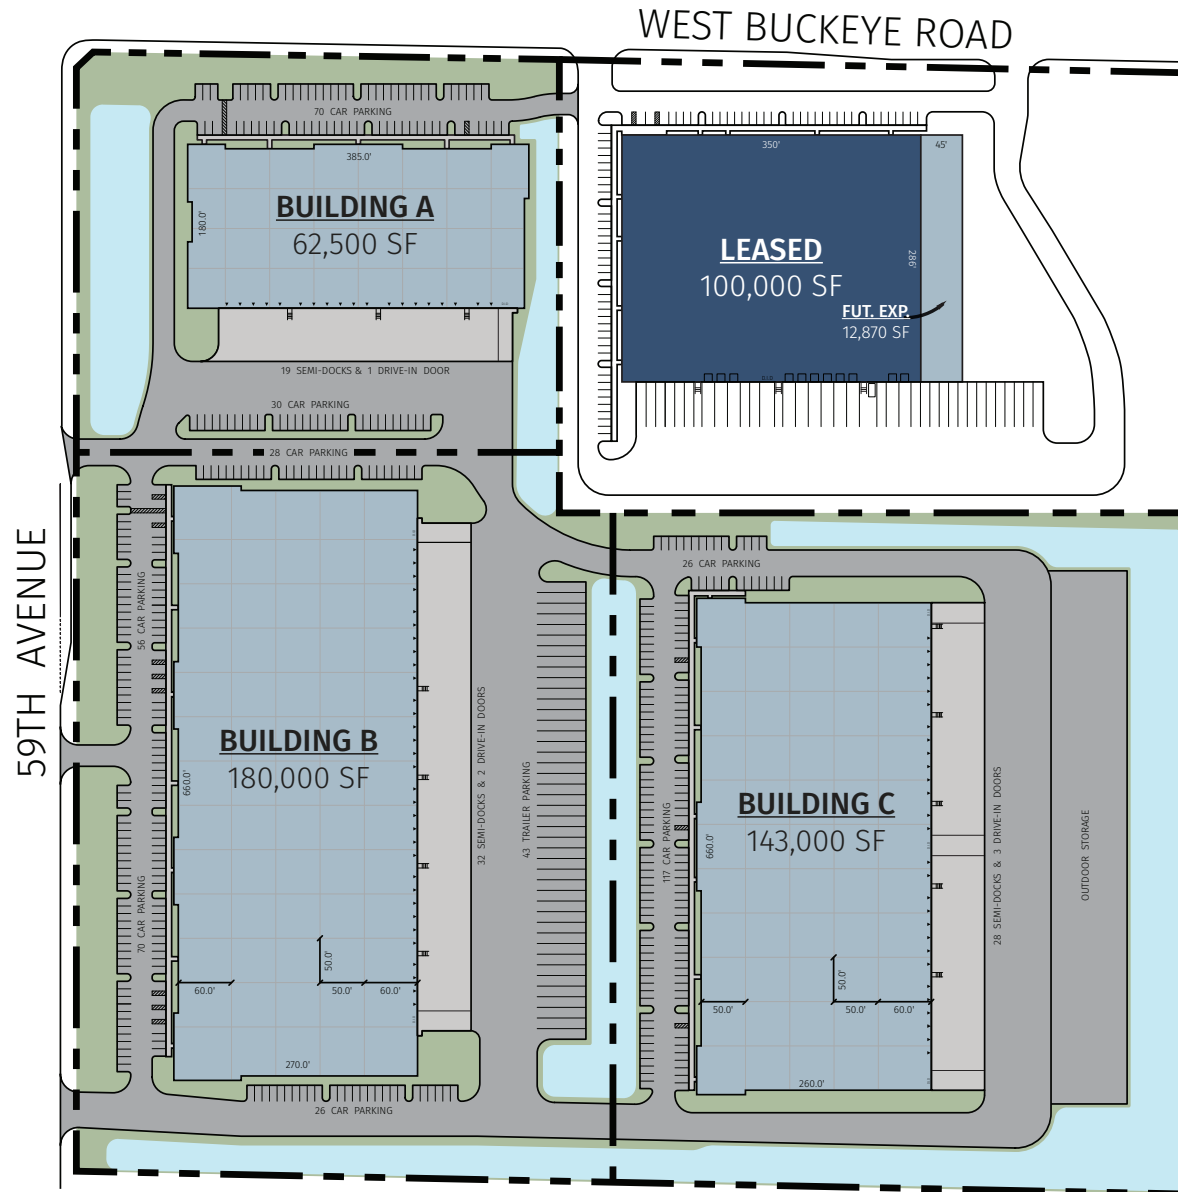 WEST BUCKEYE ROAD
70 CAR PARKING
385.0'
180.0'
BUILDING A
62,500 SF
19 SEMI-DOCKS & 1 DRIVE-IN DOOR
30 CAR PARKING
350'
45'
286'
LEASED
100,000 SF
FUT. EXP.
12,870 SF
28 CAR PARKING
59TH AVENUE
56 CAR PARKING
70 CAR PARKING
660.0'
BUILDING B
180,000 SF
60.0'
50.0'
50.0'
60.0'
270.0'
26 CAR PARKING
32 SEMI-DOCKS & 2 DRIVE-IN DOORS
43 TRAILER PARKING
26 CAR PARKING
117 CAR PARKING
660.0'
BUILDING C
143,000 SF
50.0'
50.0'
50.0'
60.0'
260.0'
28 SEMI-DOCKS & 3 DRIVE-IN DOORS
OUTDOOR STORAGE